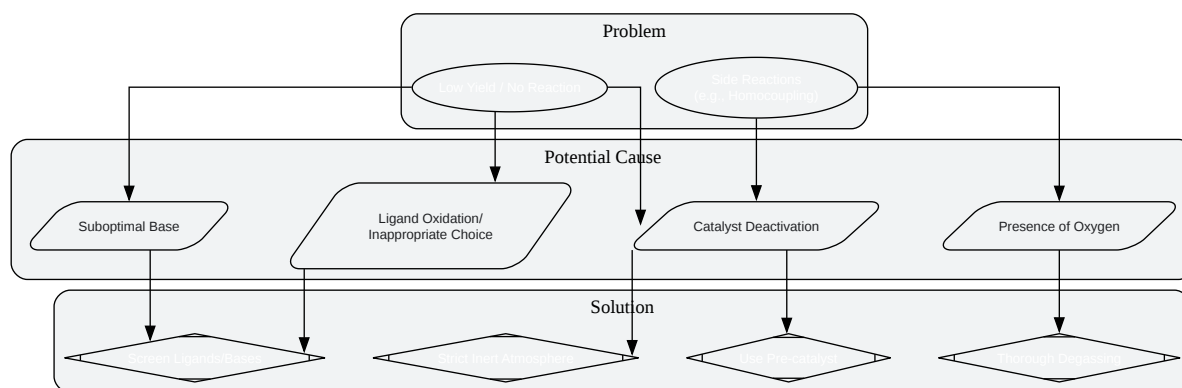 Problem
Low Yield / No Reaction
Side Reactions
(e.g., Homocoupling)
Potential Cause
Suboptimal Base
Ligand Oxidation/
Inappropriate Choice
Catalyst Deactivation
Presence of Oxygen
Solution
Screen Ligands/Bases
Strict Inert Atmosphere
Use Pre-catalyst
Thorough Degassing